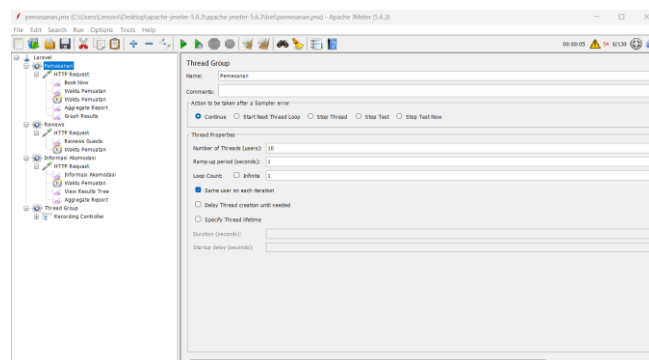 pemesanan.jmx (C:\Users\Lenovo\Desktop\apache-jmeter-5.6.3\apache-jmeter-5.6.3\bin\pemesanan.jmx) - Apache JMeter (5.6.3)
File Edit Search Run Options Tools Help
00:00:05 54 0/130
Laravel
Pemesanan
HTTP Request
Book Now
Waktu Pemuatan
Waktu Pemuatan
Aggregate Report
Graph Results
Reviews
HTTP Request
Reviews Guests
Waktu Pemuatan
Informasi Akomodasi
HTTP Request
Informasi Akomodasi
Waktu Pemuatan
View Results Tree
Aggregate Report
Thread Group
Recording Controller
Thread Group
Name: Pemesanan
Comments:
Action to be taken after a Sampler error
Continue Start Next Thread Loop Stop Thread Stop Test Stop Test Now
Thread Properties
Number of Threads (users): 10
Ramp-up period (seconds): 1
Loop Count: Infinite 1
Same user on each iteration
Delay Thread creation until needed
Specify Thread lifetime
Duration (seconds):
Startup delay (seconds):